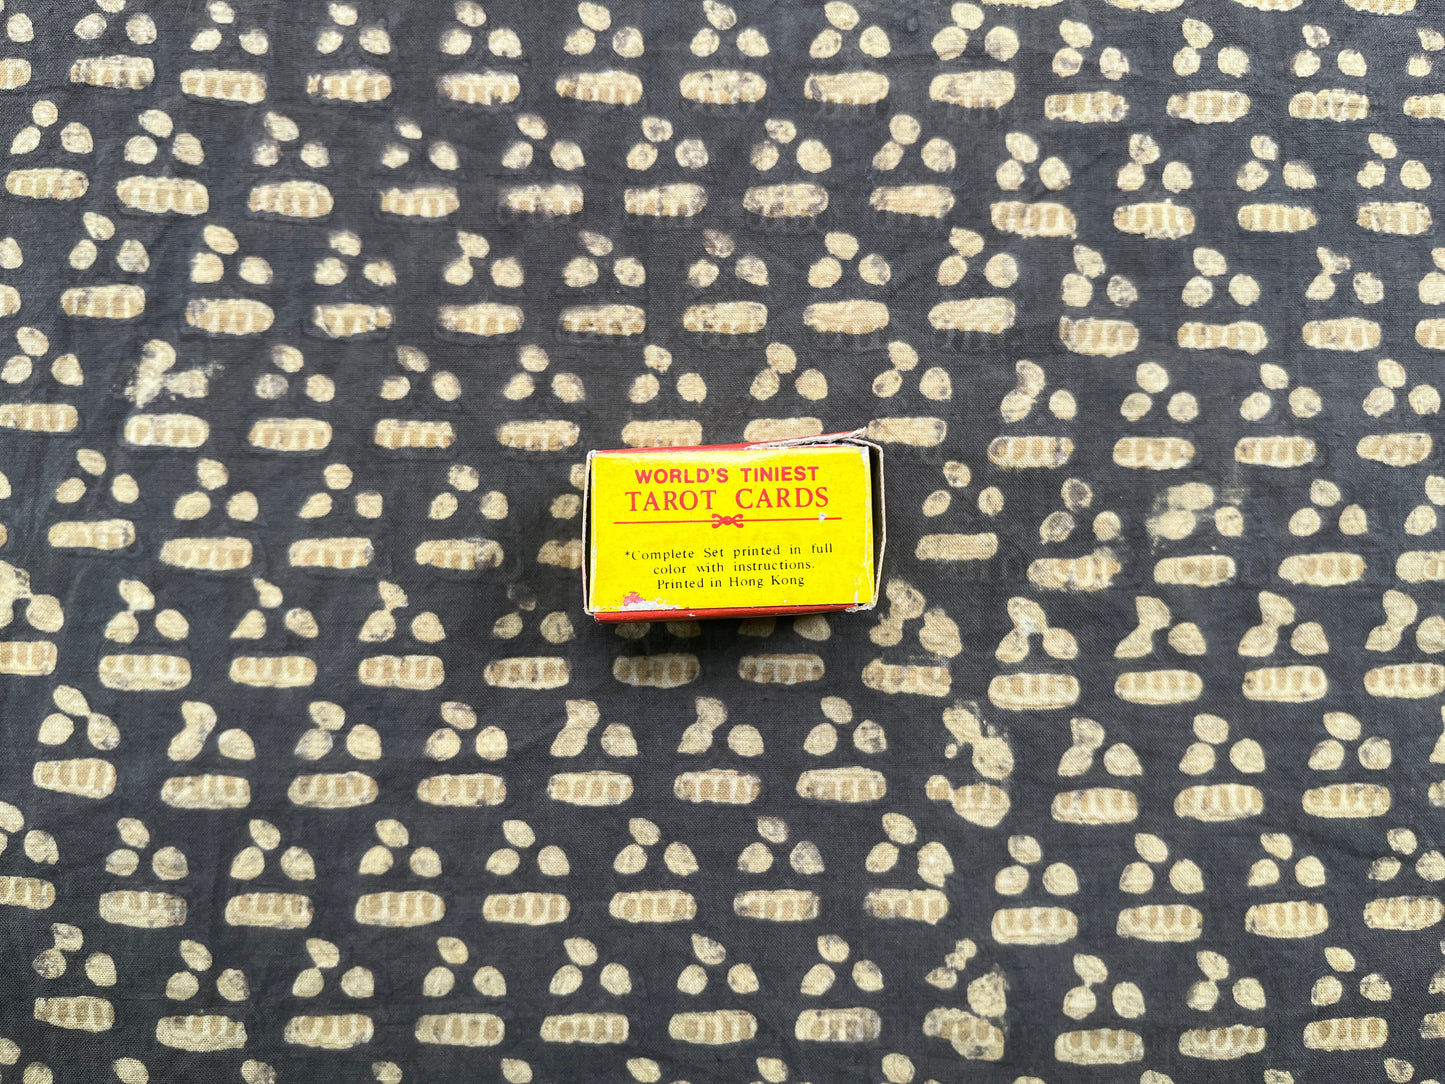 WORLD'S TINIEST
TAROT CARDS
*Complete Set printed in full
color with instructions.
Printed in Hong Kong